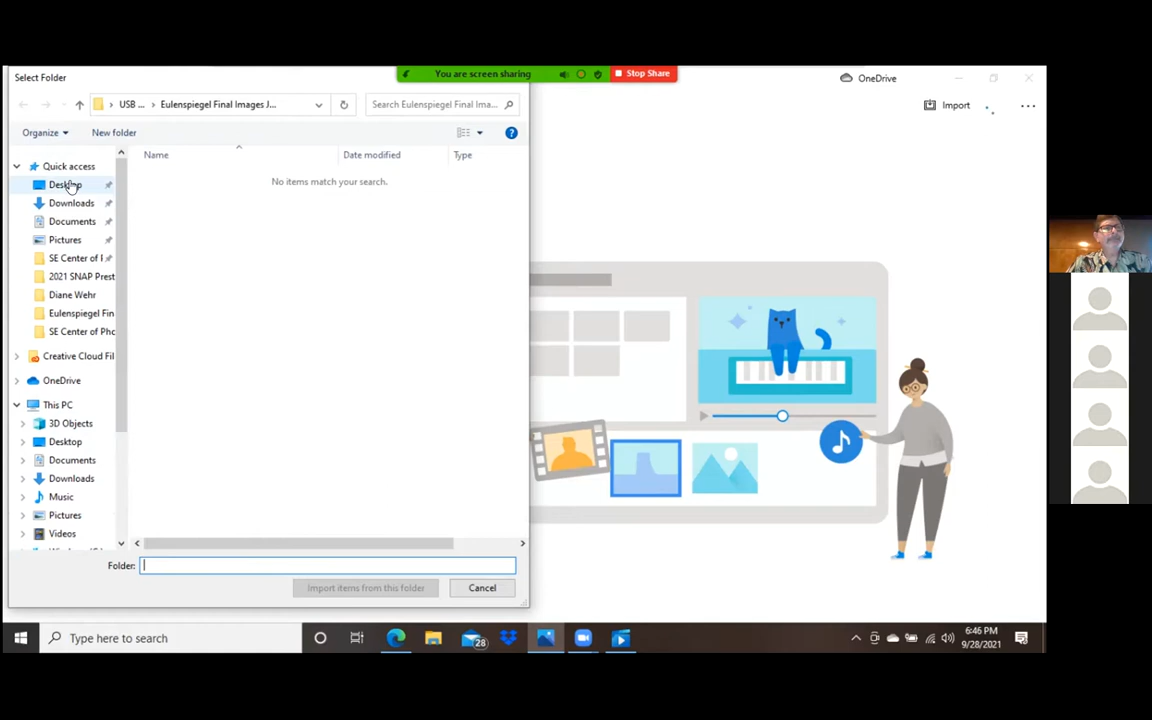 You are screen sharing
Stop Share
Select Folder
OneDrive
USB ... Eulenspiegel Final Images J...
Search Eulenspiegel Final Ima...
Import
Organize
New folder
Name
Date modified
Type
No items match your search.
Quick access
Desktop
Downloads
Documents
Pictures
SE Center of
2021 SNAP Prest
Diane Wehr
Eulenspiegel Fin
SE Center of Pho
Creative Cloud Fil
OneDrive
This PC
3D Objects
Desktop
Documents
Downloads
Music
Pictures
Videos
Folder:
Import items from this folder
Cancel
Type here to search
28
6:46 PM
9/28/2021